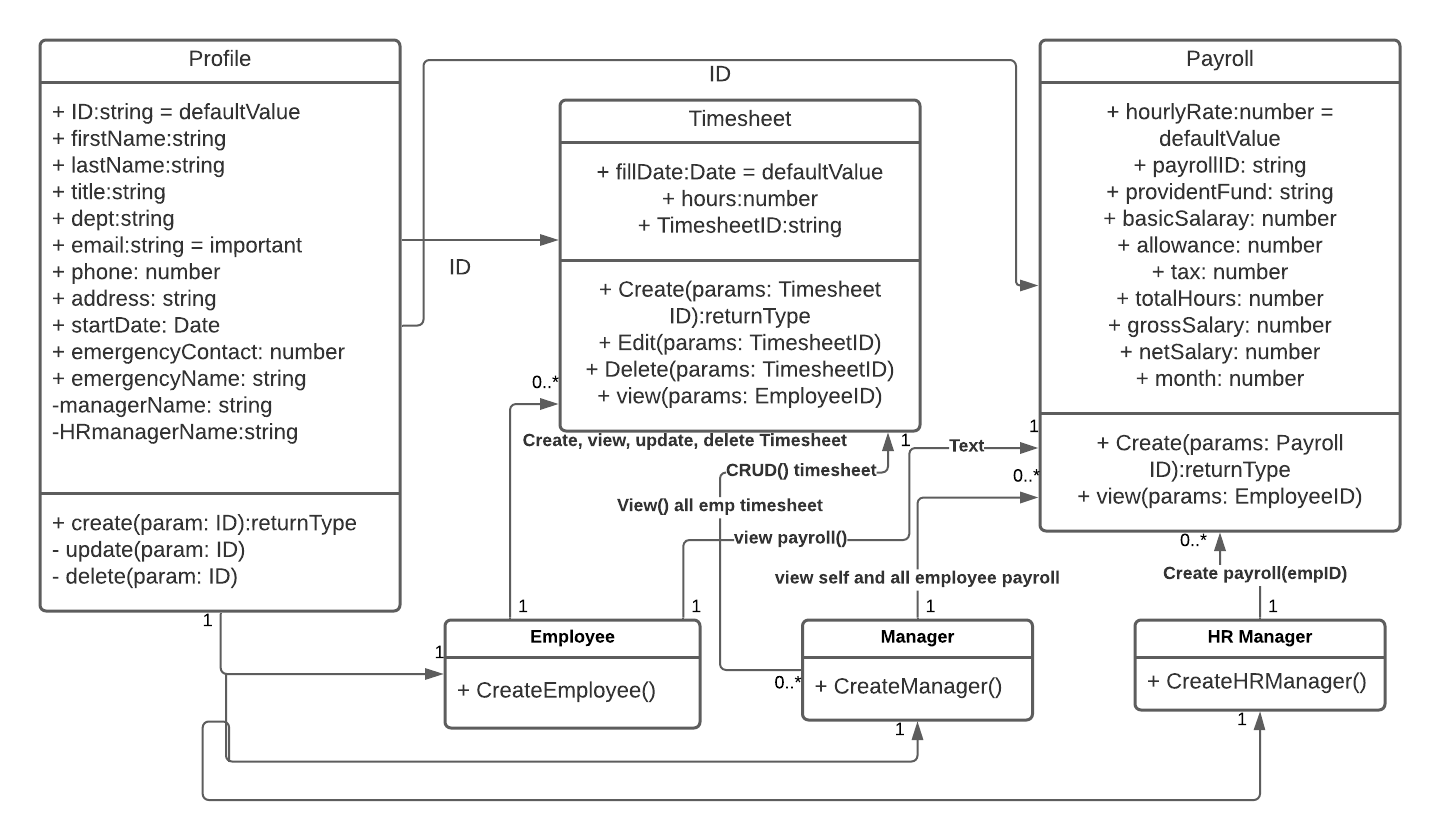 Profile
+ ID:string = defaultValue
+ firstName:string
+ lastName:string
+ title:string
+ dept:string
+ email:string = important
+ phone: number
+ address: string
+ startDate: Date
+ emergencyContact: number
+ emergencyName: string
-managerName: string
-HRmanagerName:string
+ create(param: ID):returnType
- update(param: ID)
- delete(param: ID)
1
ID
ID
Timesheet
+ fillDate:Date = defaultValue
+ hours:number
+ TimesheetID:string
+ Create(params: Timesheet
ID):returnType
+ Edit(params: TimesheetID)
+ Delete(params: TimesheetID)
+ view(params: EmployeeID)
0..*
Create, view, update, delete Timesheet
1
CRUD() timesheet
View() all emp timesheet
Text
view payroll()
view self and all employee payroll
Payroll
+ hourlyRate:number =
defaultValue
+ payrollID: string
+ providentFund: string
+ basicSalaray: number
+ allowance: number
+ tax: number
+ totalHours: number
+ grossSalary: number
+ netSalary: number
+ month: number
1
+ Create(params: Payroll
ID):returnType
+ view(params: EmployeeID)
0..*
0..*
Create payroll(empID)
1
1
1
1
1
Employee
+ CreateEmployee()
Manager
0..*
+ CreateManager()
1
HR Manager
+ CreateHRManager()
1